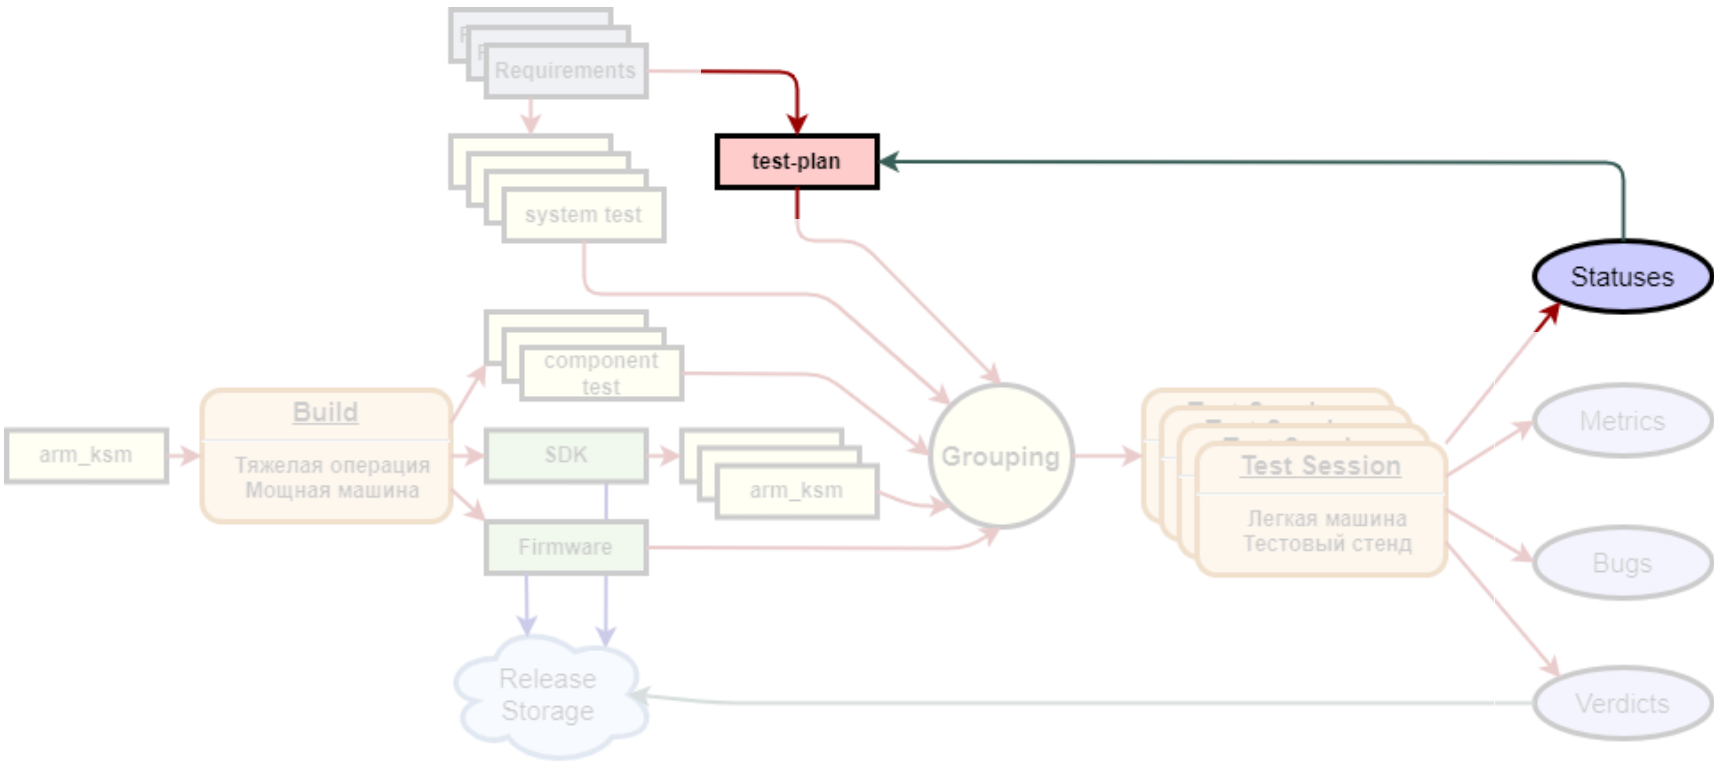 Requirements
test-plan
system test
Statuses
component
test
Build
Тяжелая операция
Мощная машина
arm_ksm
SDK
arm_ksm
Firmware
Grouping
Test Session
Легкая машина
Тестовый стенд
Metrics
Bugs
Release
Storage
Verdicts